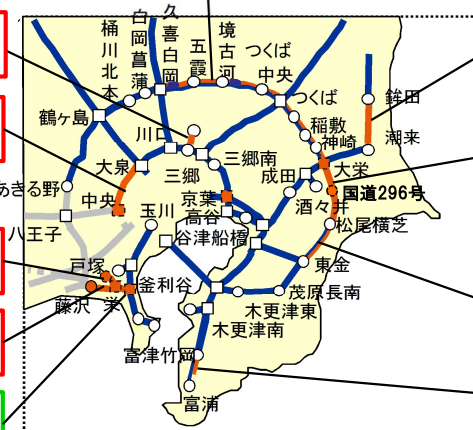 桶川北本
白岡菖蒲
久喜白岡
五霞
境古河
つくば中央
つくば
鉾田
稲敷
神崎
潮来
鶴ヶ島
川口
大泉
三郷
三郷南
大栄
成田
国道296号
あきる野
中央
京葉
高谷
酒々井
玉川
松尾横芝
八王子
谷津船橋
戸塚
東金
釜利谷
藤沢
栄
茂原長南
木更津東
木更津南
富津竹岡
富浦